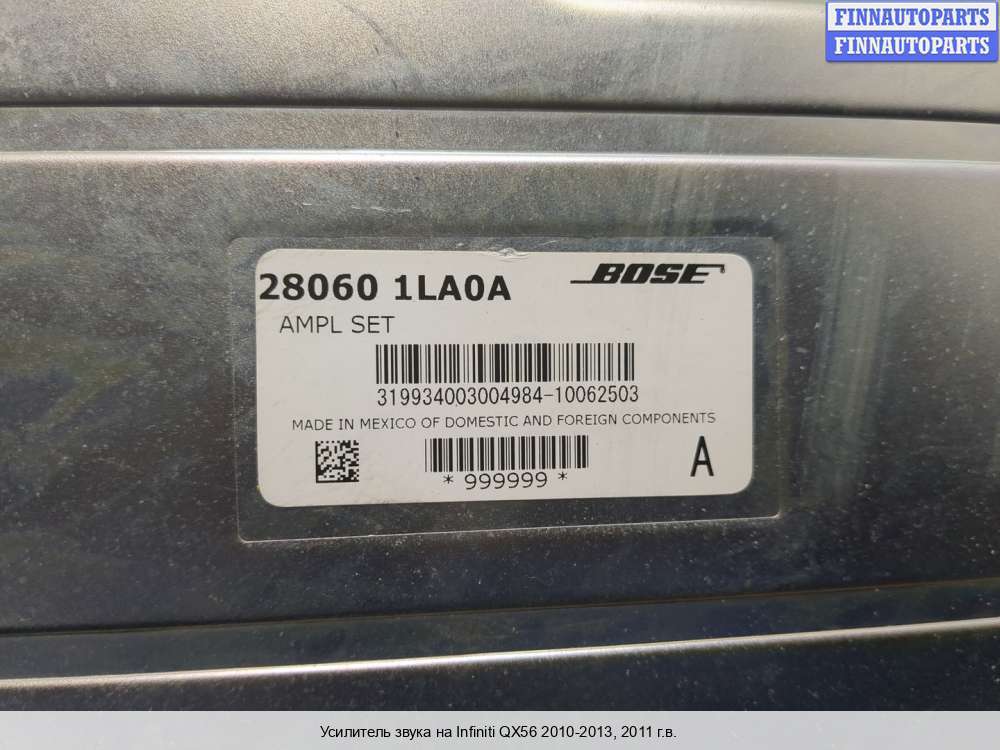 FINNAUTOPARTS
FINNAUTOPARTS
28060 1LA0A
BOSE
AMPL SET
319934003004984-10062503
MADE IN MEXICO OF DOMESTIC AND FOREIGN COMPONENTS
* 999999 *
A
Усилитель звука на Infiniti QX56 2010-2013, 2011 г.в.